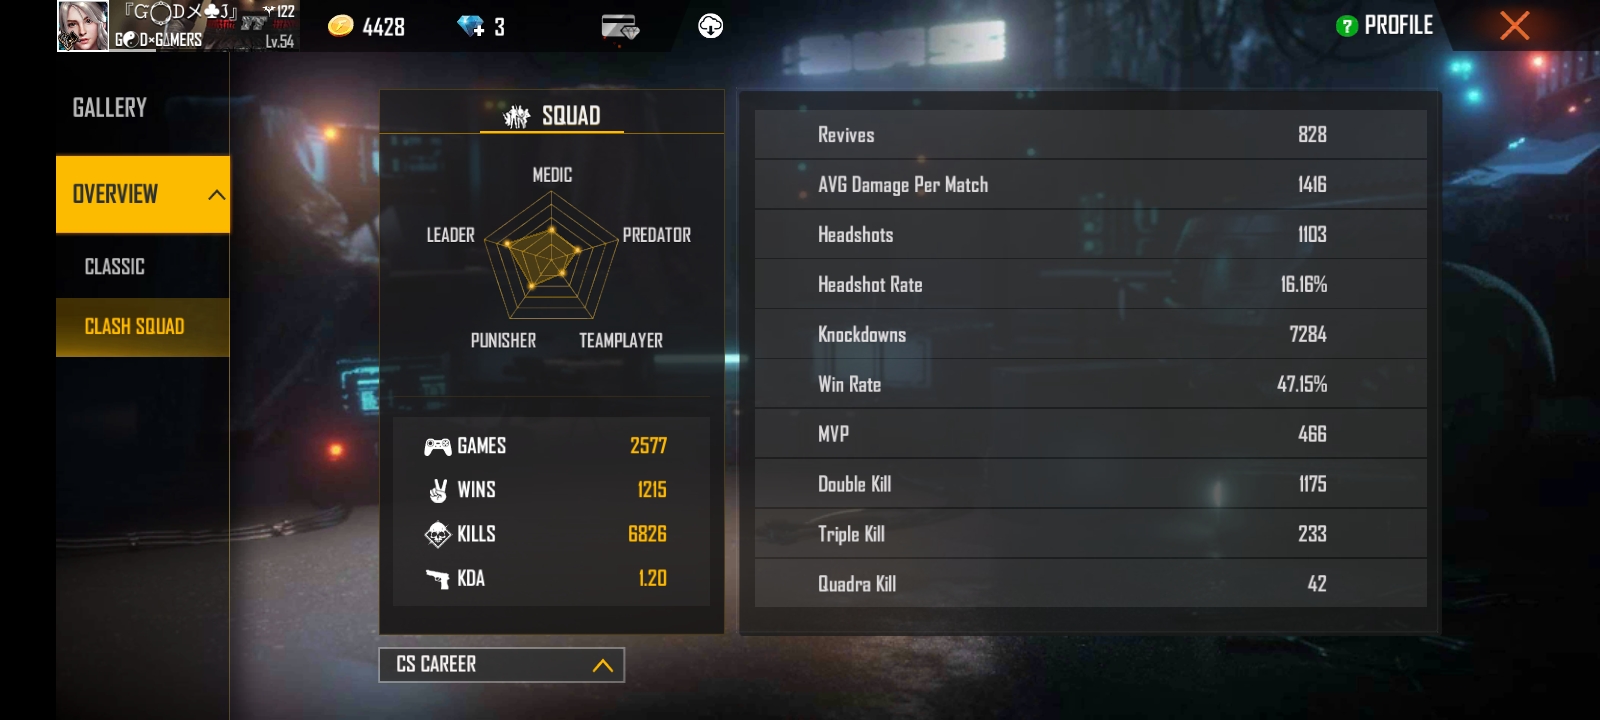 『G◯Dメ♣J』 122
G☯D×GΔMERS Lv.54
4428
3
? PROFILE
GALLERY
OVERVIEW
CLASSIC
CLASH SQUAD
SQUAD
MEDIC
LEADER
PREDATOR
PUNISHER
TEAMPLAYER
GAMES 2577
WINS 1215
KILLS 6826
KDA 1.20
CS CAREER
Revives 828
AVG Damage Per Match 1416
Headshots 1103
Headshot Rate 16.16%
Knockdowns 7284
Win Rate 47.15%
MVP 466
Double Kill 1175
Triple Kill 233
Quadra Kill 42